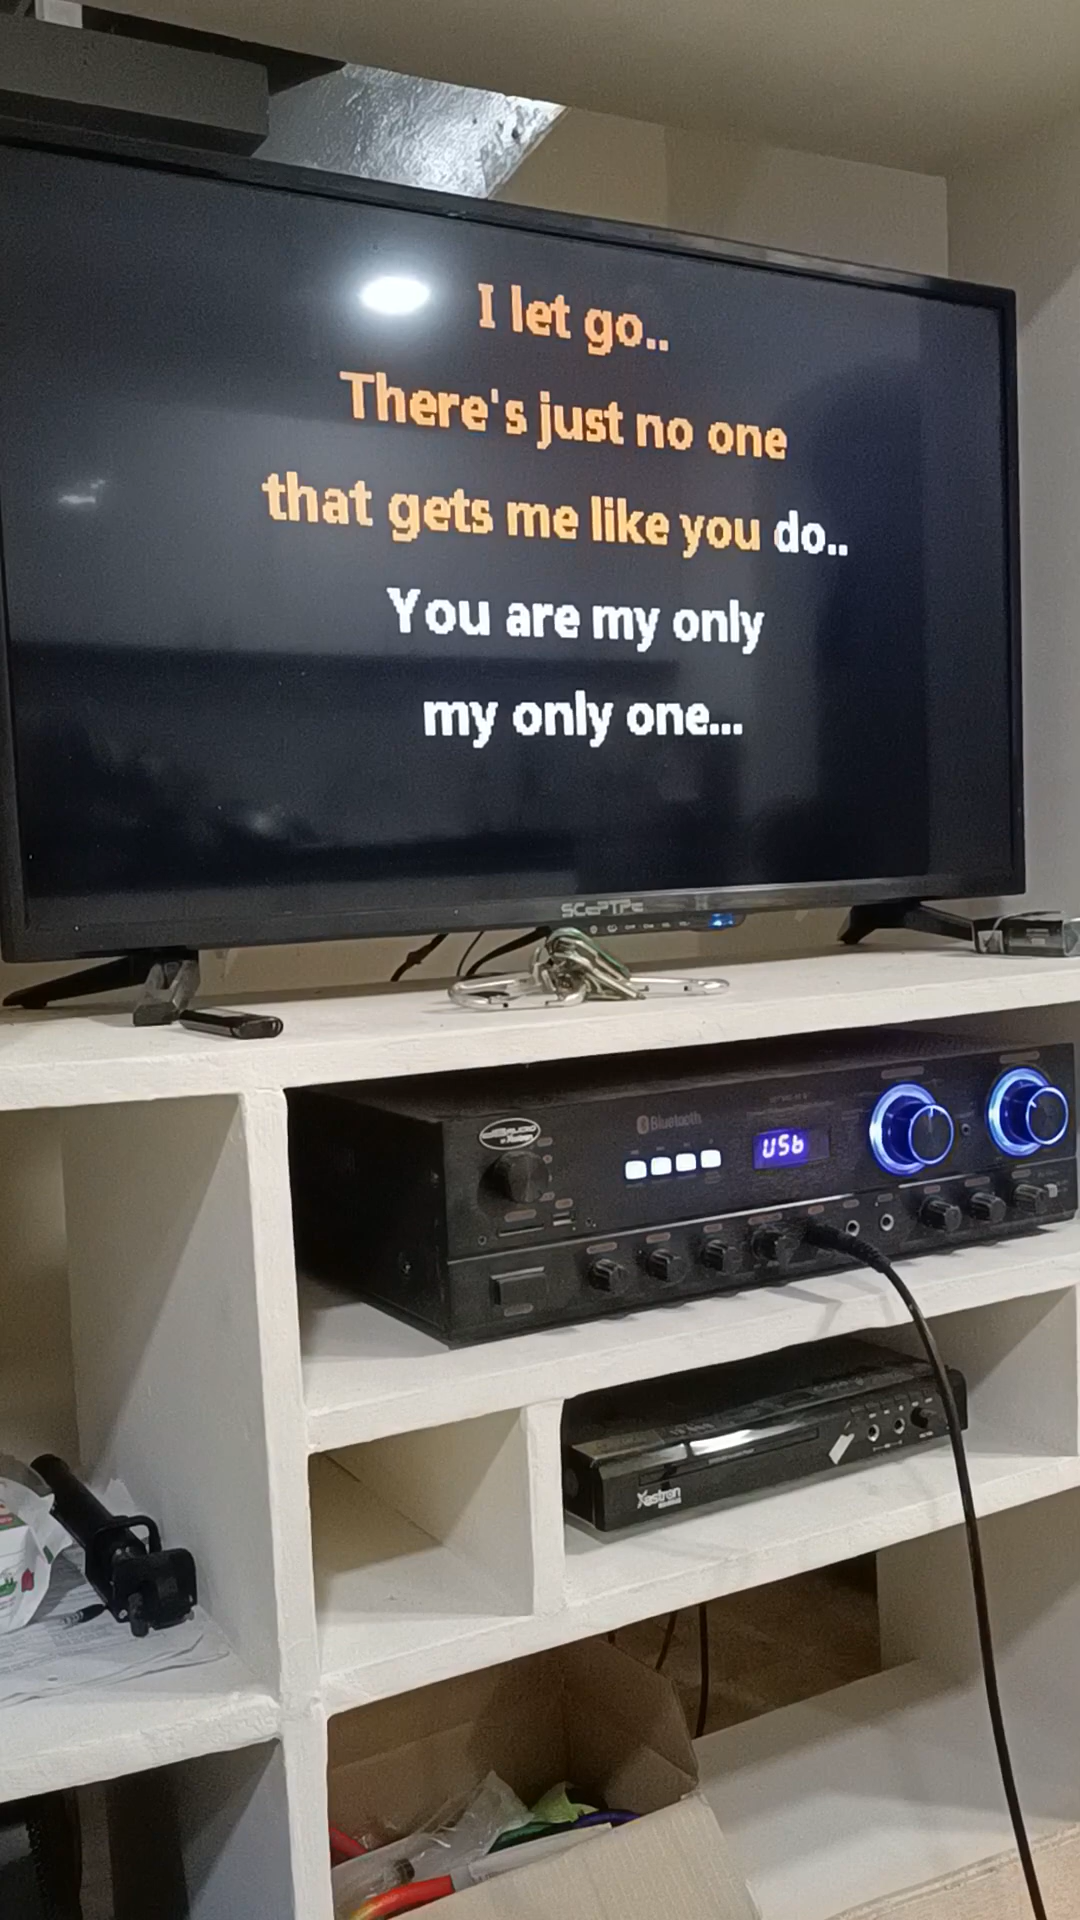 I let go..
There's just no one
that gets me like you do..
You are my only
my only one...
SCEPTRE
Bluetooth
USb
Xastron